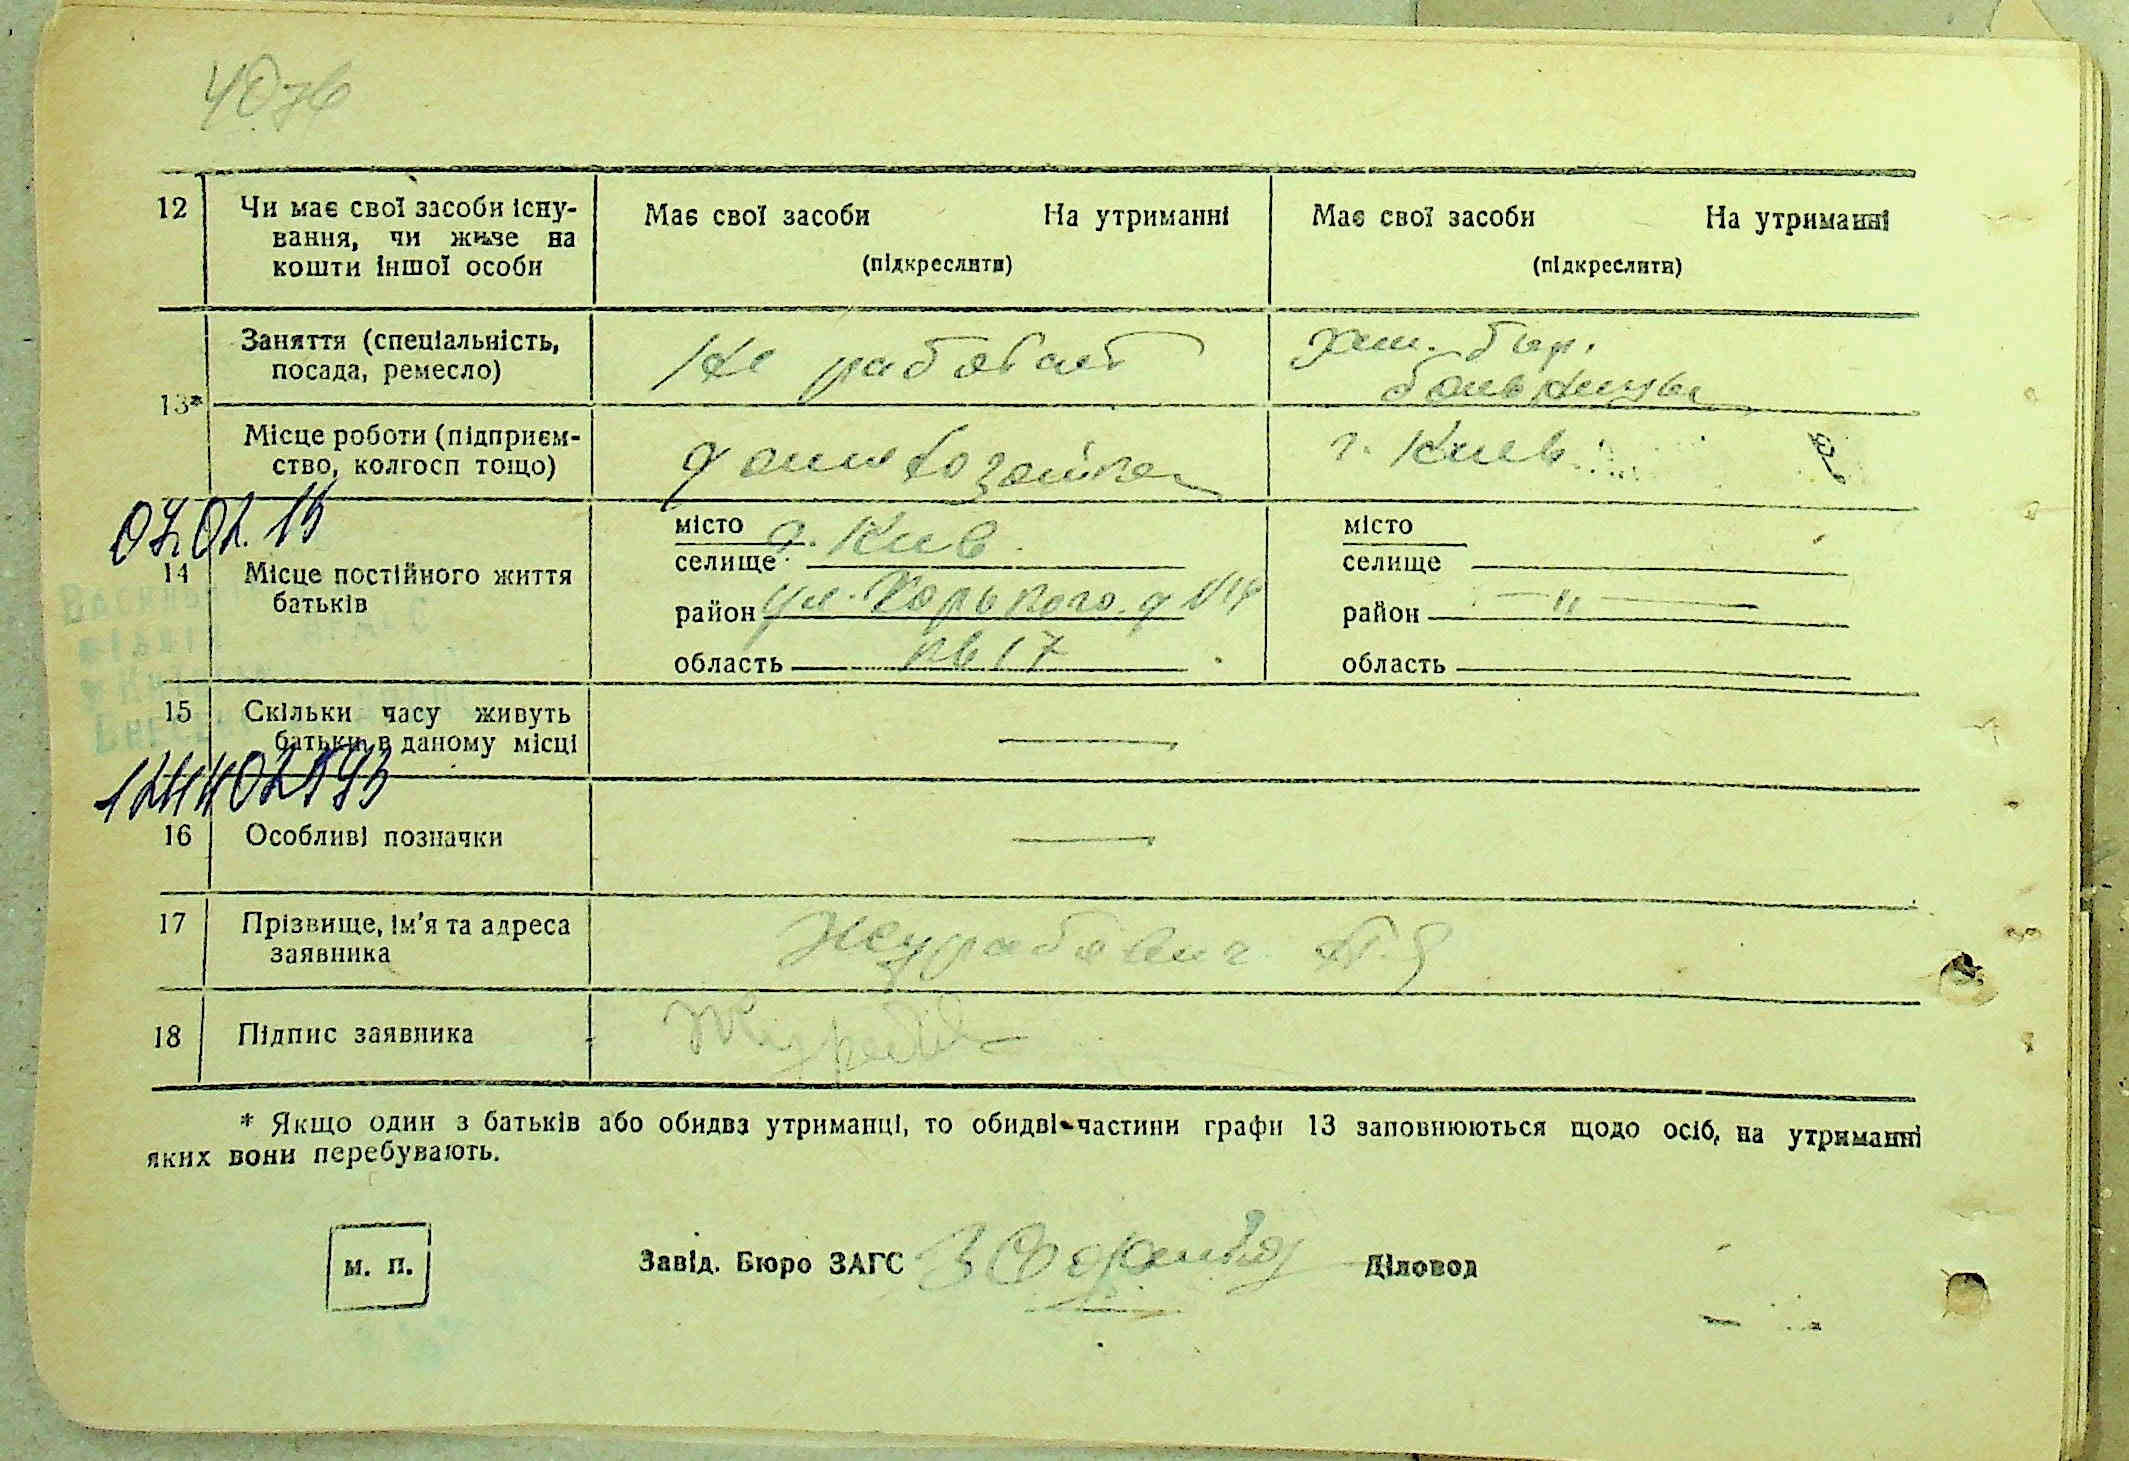 40
12 Чи має свої засоби існу-
вання, чи живе на
кошти іншої особи
Має свої засоби На утриманні
(підкреслити)
Має свої засоби На утриманні
(підкреслити)
13*
Заняття (спеціальність,
посада, ремесло)
Не работает
больницы
Місце роботи (підприєм-
ство, колгосп тощо)
домохозяйка
г. Киев
07.02.15
14 Місце постійного життя
батьків
місто г. Киев
селище
район ул. Горького д
область кв 17
місто
селище
район — " —
область
15 Скільки часу живуть
батьки в даному місці
—
16 Особливі позначки
—
17 Прізвище, ім'я та адреса
заявника
Журабович
18 Підпис заявника
* Якщо один з батьків або обидва утриманці, то обидві частини графи 13 заповнюються щодо осіб, на утриманні
яких вони перебувають.
М. П.
Завід. Бюро ЗАГС
Діловод